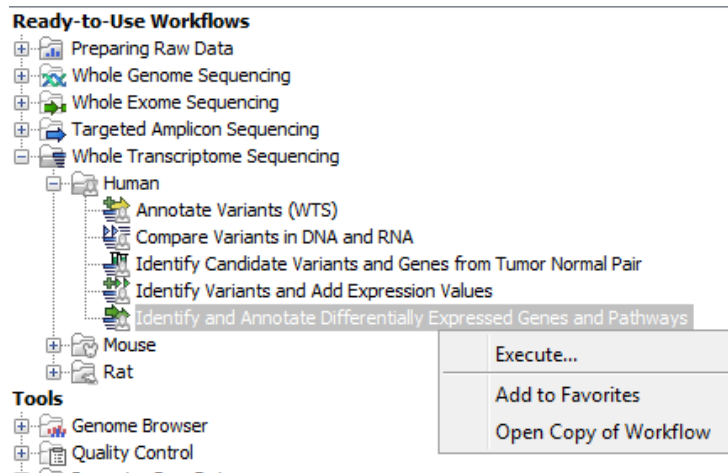 Ready-to-Use Workflows
Preparing Raw Data
Whole Genome Sequencing
Whole Exome Sequencing
Targeted Amplicon Sequencing
Whole Transcriptome Sequencing
Human
Annotate Variants (WTS)
Compare Variants in DNA and RNA
Identify Candidate Variants and Genes from Tumor Normal Pair
Identify Variants and Add Expression Values
Identify and Annotate Differentially Expressed Genes and Pathways
Mouse
Execute...
Rat
Add to Favorites
Tools
Genome Browser
Open Copy of Workflow
Quality Control